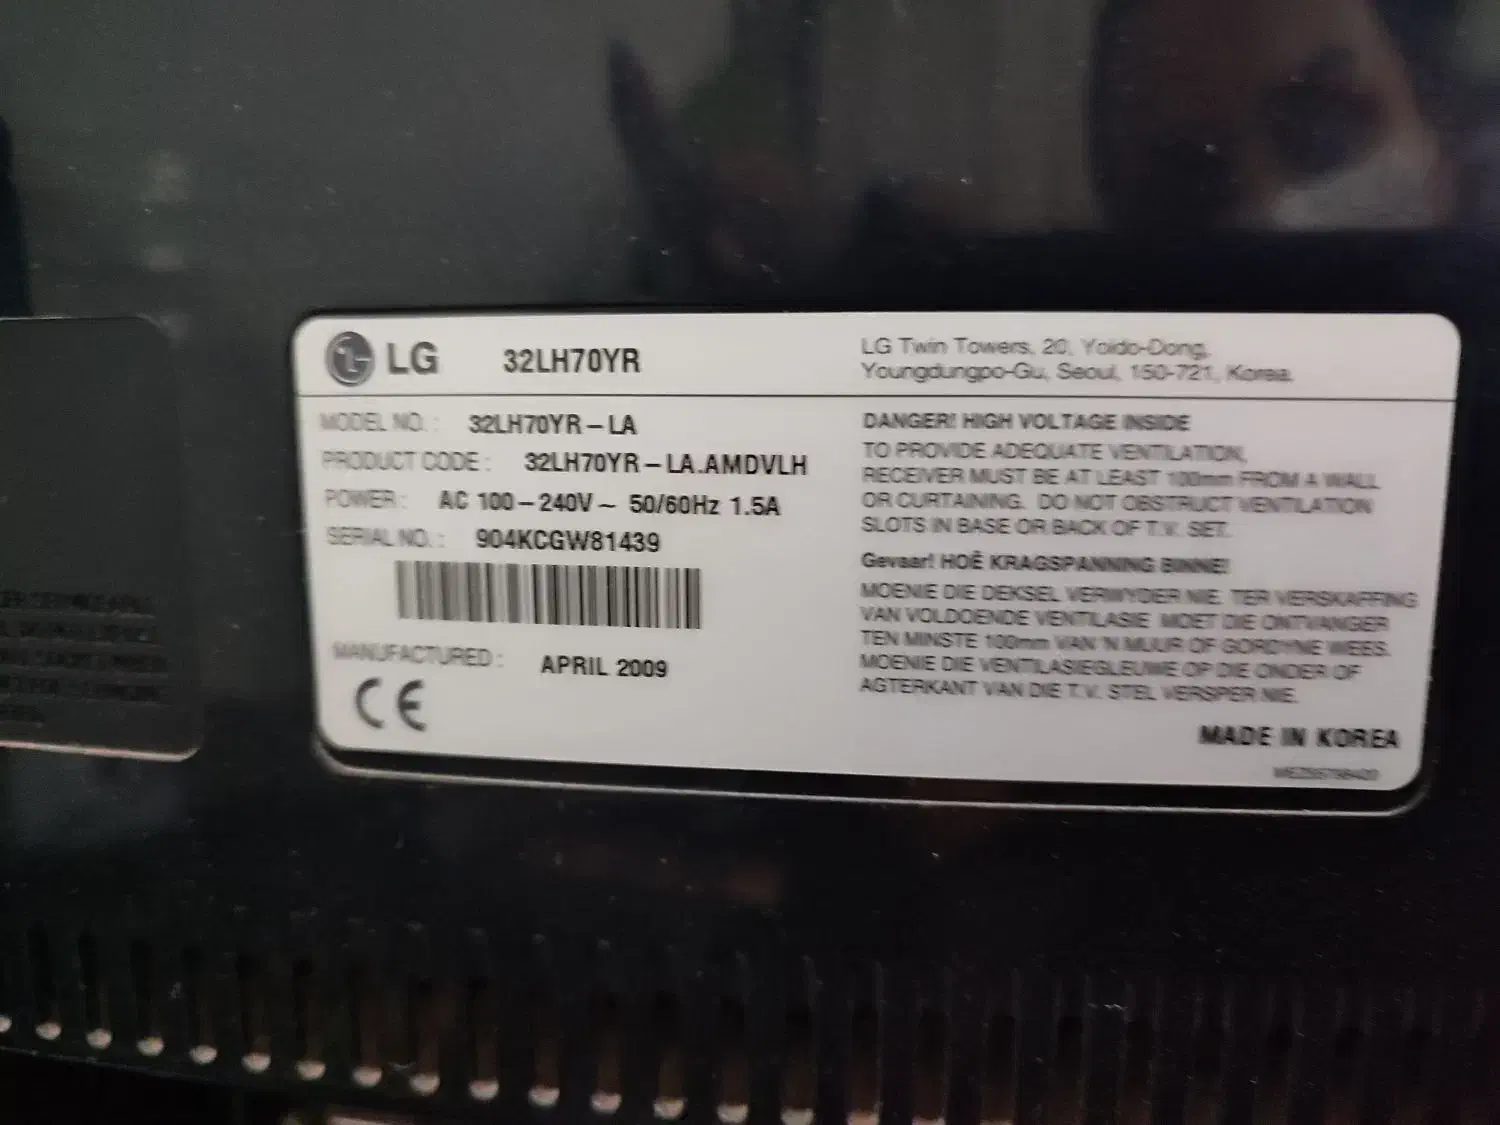 LG 32LH70YR
LG Twin Towers, 20, Yoido-Dong,
Youngdungpo-Gu, Seoul, 150-721, Korea.
MODEL NO. : 32LH70YR-LA
PRODUCT CODE : 32LH70YR-LA.AMDVLH
POWER : AC 100-240V~ 50/60Hz 1.5A
SERIAL NO. : 904KCGW81439
MANUFACTURED : APRIL 2009
CE
DANGER! HIGH VOLTAGE INSIDE
TO PROVIDE ADEQUATE VENTILATION,
RECEIVER MUST BE AT LEAST 100mm FROM A WALL
OR CURTAINING. DO NOT OBSTRUCT VENTILATION
SLOTS IN BASE OR BACK OF T.V. SET.
Gevaar! HOË KRAGSPANNING BINNE!
MOENIE DIE DEKSEL VERWYDER NIE. TER VERSKAFFING
VAN VOLDOENDE VENTILASIE MOET DIE ONTVANGER
TEN MINSTE 100mm VAN 'N MUUR OF GORDYNE WEES.
MOENIE DIE VENTILASIEGLEUWE OP DIE ONDER OF
AGTERKANT VAN DIE T.V. STEL VERSPER NIE.
MADE IN KOREA